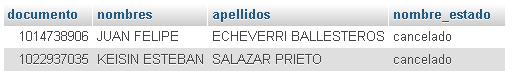 documento nombres apellidos nombre_estado
1014738906 JUAN FELIPE ECHEVERRI BALLESTEROS cancelado
1022937035 KEISIN ESTEBAN SALAZAR PRIETO cancelado